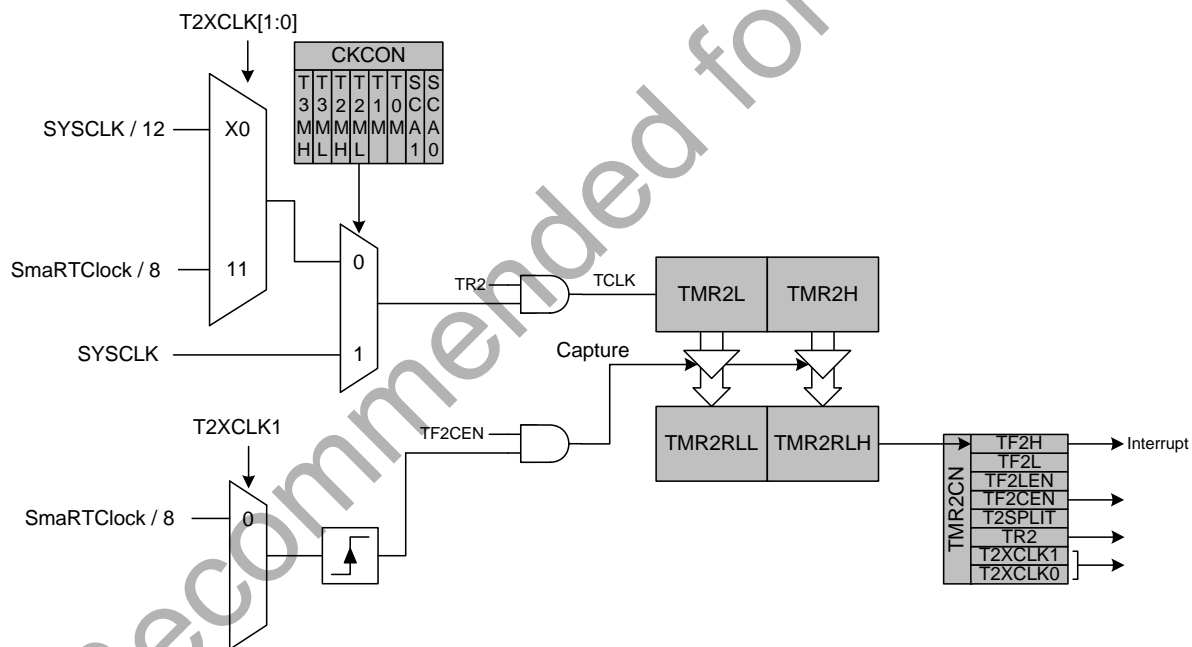 T2XCLK[1:0]
CKCON
T3MH T3ML T2MH T2ML T1M T0M SCA1 SCA0
SYSCLK / 12
X0
SmaRTClock / 8
11
0
SYSCLK
1
TR2
TCLK
TMR2L
TMR2H
Capture
T2XCLK1
TF2CEN
TMR2RLL
TMR2RLH
SmaRTClock / 8
0
TMR2CN
TF2H
Interrupt
TF2L
TF2LEN
TF2CEN
T2SPLIT
TR2
T2XCLK1
T2XCLK0
Recommended for